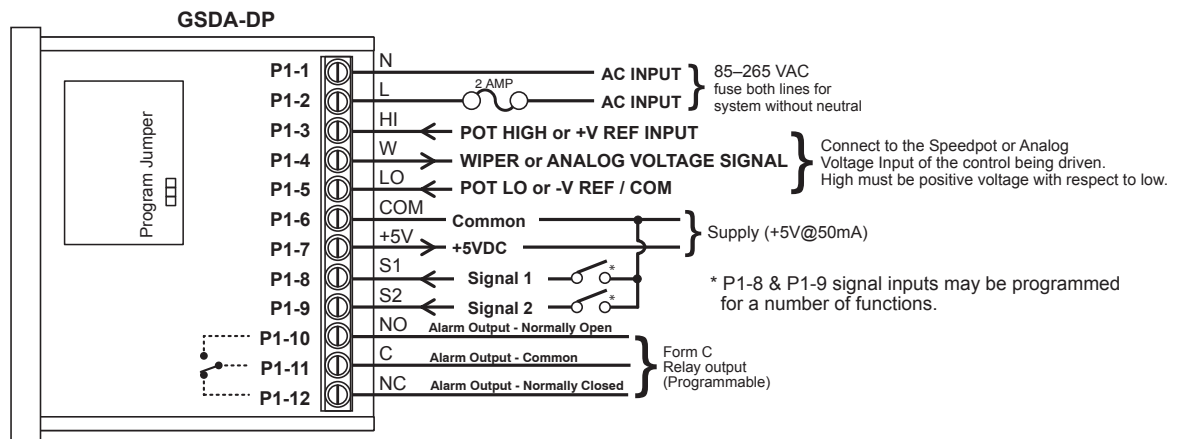 GSDA-DP
Program Jumper
P1-1 N AC INPUT
P1-2 L 2 AMP AC INPUT
85–265 VAC
fuse both lines for
system without neutral
P1-3 HI POT HIGH or +V REF INPUT
P1-4 W WIPER or ANALOG VOLTAGE SIGNAL
P1-5 LO POT LO or -V REF / COM
Connect to the Speedpot or Analog
Voltage Input of the control being driven.
High must be positive voltage with respect to low.
P1-6 COM Common
P1-7 +5V +5VDC
Supply (+5V@50mA)
P1-8 S1 Signal 1 *
P1-9 S2 Signal 2 *
* P1-8 & P1-9 signal inputs may be programmed
for a number of functions.
P1-10 NO Alarm Output - Normally Open
P1-11 C Alarm Output - Common
P1-12 NC Alarm Output - Normally Closed
Form C
Relay output
(Programmable)